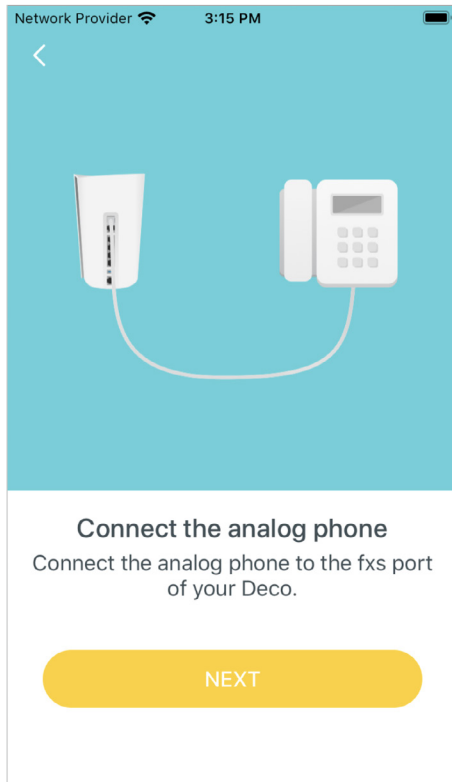 Network Provider 3:15 PM
Connect the analog phone
Connect the analog phone to the fxs port
of your Deco.
NEXT